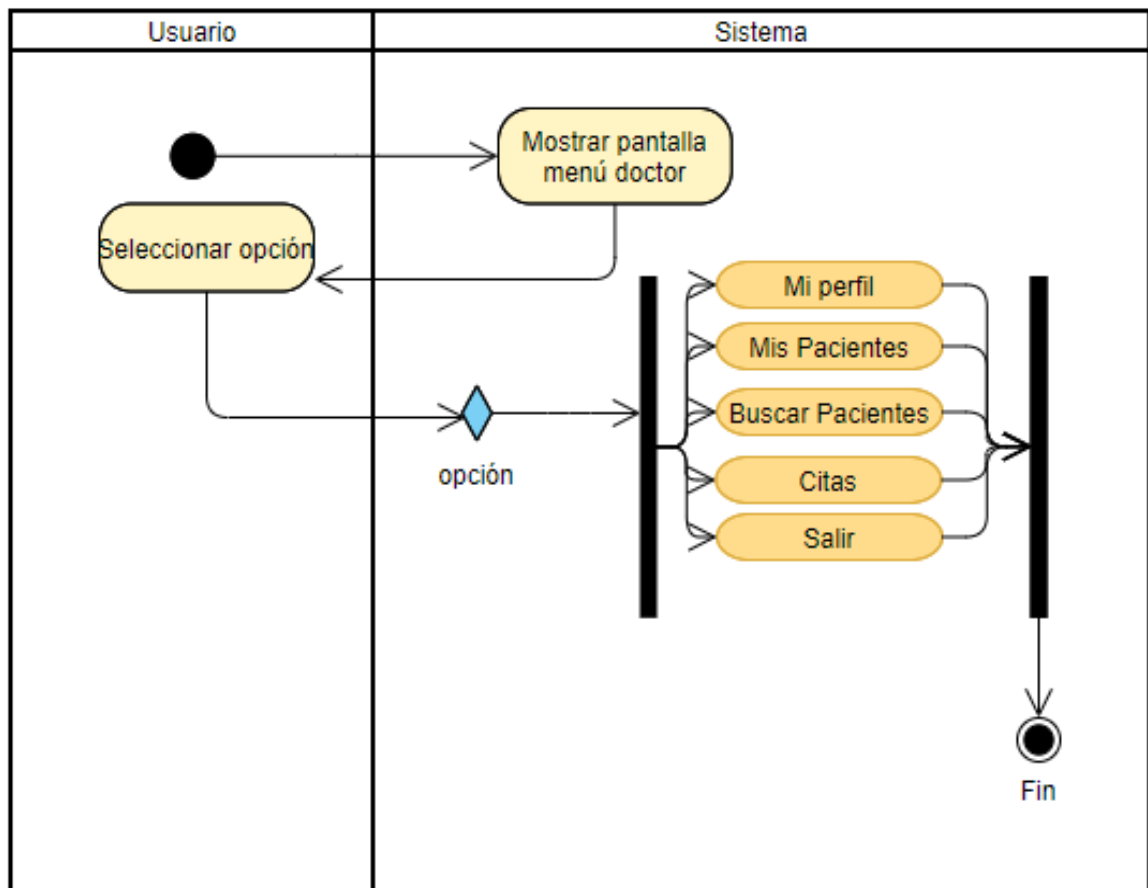 Usuario
Sistema
Mostrar pantalla
menú doctor
Seleccionar opción
Mi perfil
Mis Pacientes
Buscar Pacientes
opción
Citas
Salir
Fin